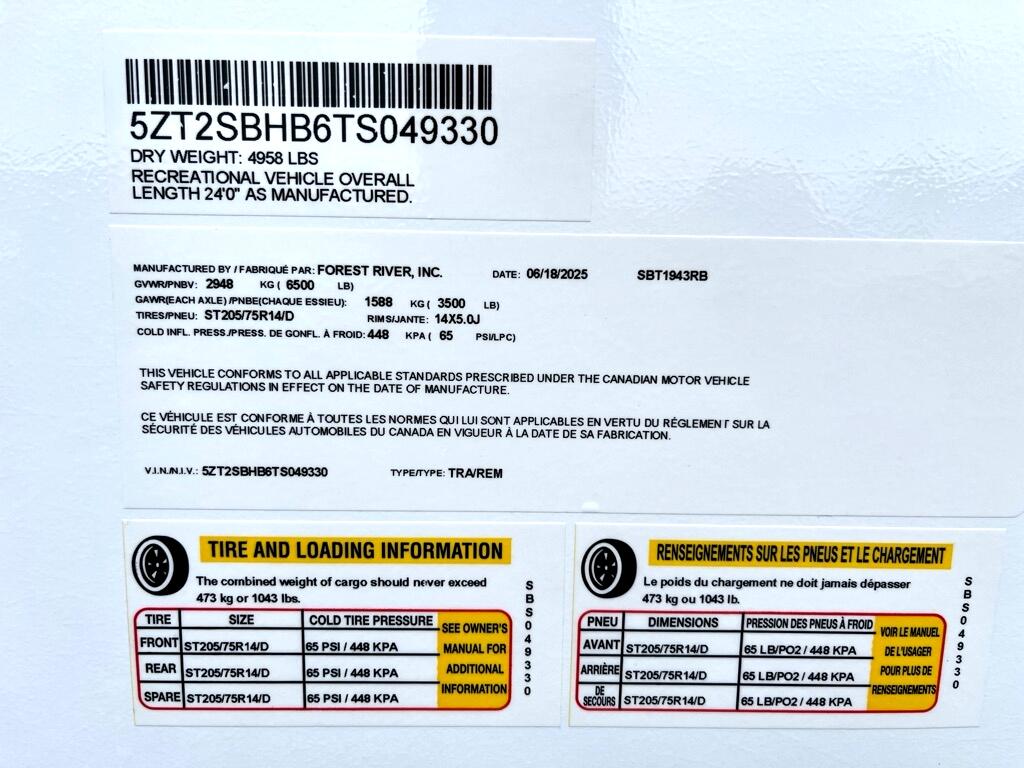 5ZT2SBHB6TS049330
DRY WEIGHT: 4958 LBS
RECREATIONAL VEHICLE OVERALL
LENGTH 24'0" AS MANUFACTURED.
MANUFACTURED BY / FABRIQUÉ PAR: FOREST RIVER, INC. DATE: 06/18/2025 SBT1943RB
GVWR/PNBV: 2948 KG ( 6500 LB)
GAWR(EACH AXLE) /PNBE(CHAQUE ESSIEU): 1588 KG ( 3500 LB)
TIRES/PNEU: ST205/75R14/D RIMS/JANTE: 14X5.0J
COLD INFL. PRESS./PRESS. DE GONFL. À FROID: 448 KPA ( 65 PSI/LPC)
THIS VEHICLE CONFORMS TO ALL APPLICABLE STANDARDS PRESCRIBED UNDER THE CANADIAN MOTOR VEHICLE
SAFETY REGULATIONS IN EFFECT ON THE DATE OF MANUFACTURE.
CE VÉHICULE EST CONFORME À TOUTES LES NORMES QUI LUI SONT APPLICABLES EN VERTU DU RÉGLEMENT SUR LA
SÉCURITÉ DES VÉHICULES AUTOMOBILES DU CANADA EN VIGUEUR À LA DATE DE SA FABRICATION.
V.I.N./N.I.V.: 5ZT2SBHB6TS049330 TYPE/TYPE: TRA/REM
TIRE AND LOADING INFORMATION
The combined weight of cargo should never exceed
473 kg or 1043 lbs.
TIRE SIZE COLD TIRE PRESSURE
FRONT ST205/75R14/D 65 PSI / 448 KPA
REAR ST205/75R14/D 65 PSI / 448 KPA
SPARE ST205/75R14/D 65 PSI / 448 KPA
SEE OWNER'S
MANUAL FOR
ADDITIONAL
INFORMATION
SBS049330
RENSEIGNEMENTS SUR LES PNEUS ET LE CHARGEMENT
Le poids du chargement ne doit jamais dépasser
473 kg ou 1043 lb.
PNEU DIMENSIONS PRESSION DES PNEUS À FROID
AVANT ST205/75R14/D 65 LB/PO2 / 448 KPA
ARRIÈRE ST205/75R14/D 65 LB/PO2 / 448 KPA
DE SECOURS ST205/75R14/D 65 LB/PO2 / 448 KPA
VOIR LE MANUEL
DE L'USAGER
POUR PLUS DE
RENSEIGNEMENTS
SBS049330